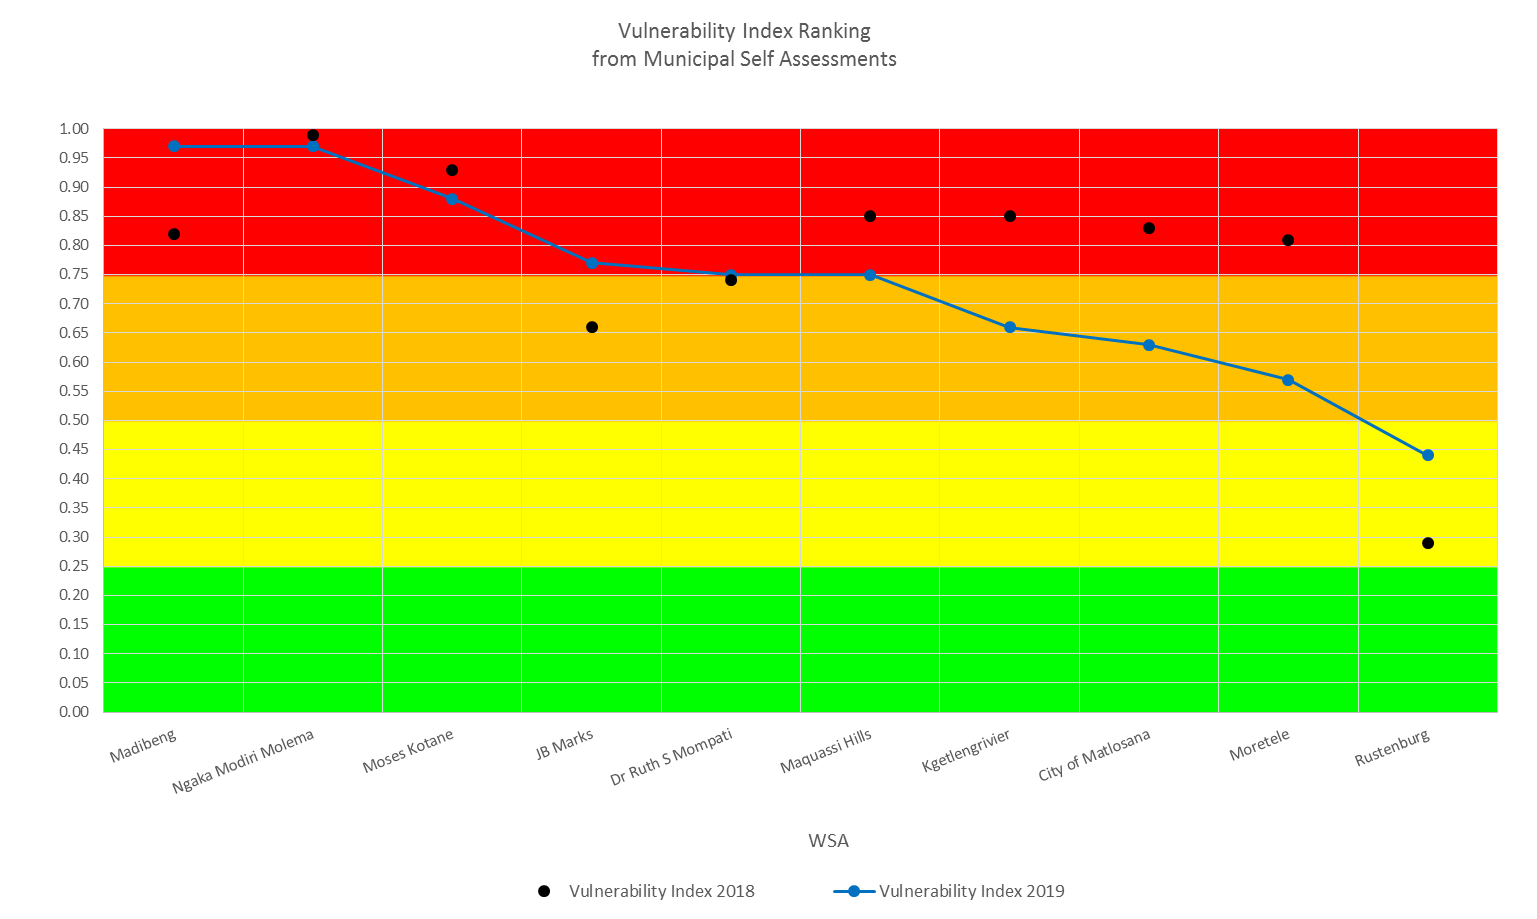 Vulnerability Index Ranking
from Municipal Self Assessments
1.00
0.95
0.90
0.85
0.80
0.75
0.70
0.65
0.60
0.55
0.50
0.45
0.40
0.35
0.30
0.25
0.20
0.15
0.10
0.05
0.00
Madibeng
Ngaka Modiri Molema
Moses Kotane
JB Marks
Dr Ruth S Mompati
Maquassi Hills
Kgetlengrivier
City of Matlosana
Moretele
Rustenburg
WSA
Vulnerability Index 2018
Vulnerability Index 2019